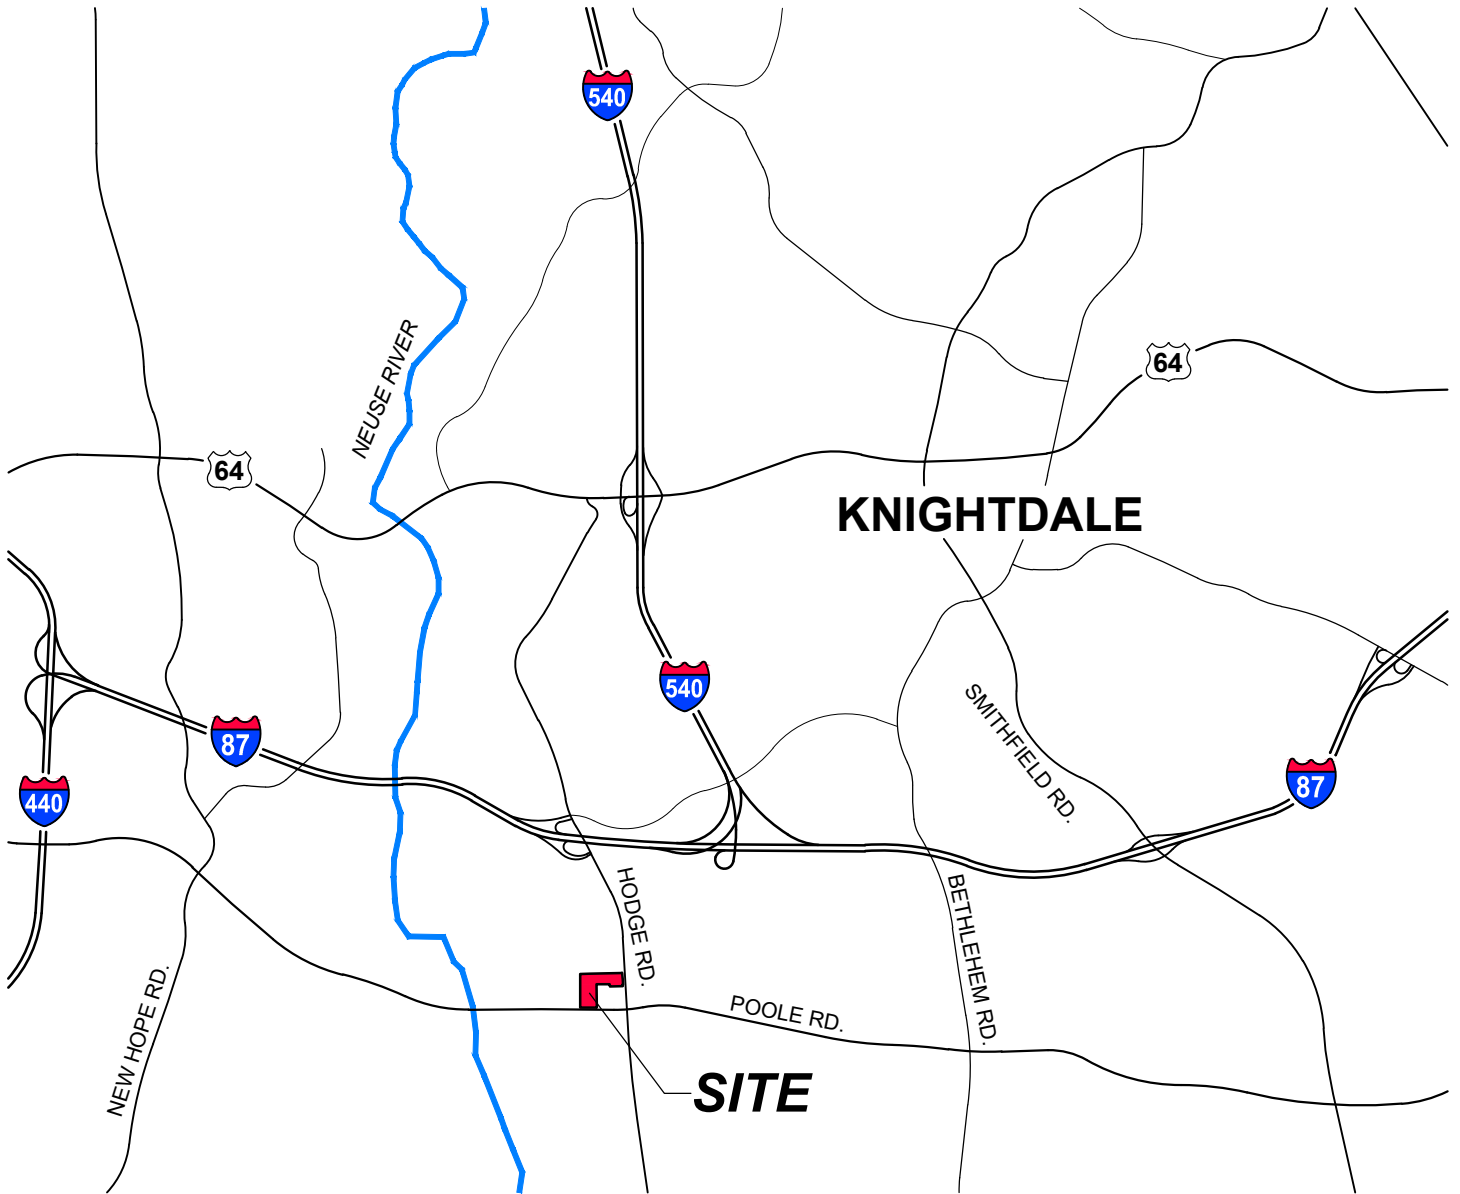 540
NEUSE RIVER
64
64
KNIGHTDALE
540
SMITHFIELD RD.
87
87
440
HODGE RD.
BETHLEHEM RD.
NEW HOPE RD.
POOLE RD.
SITE